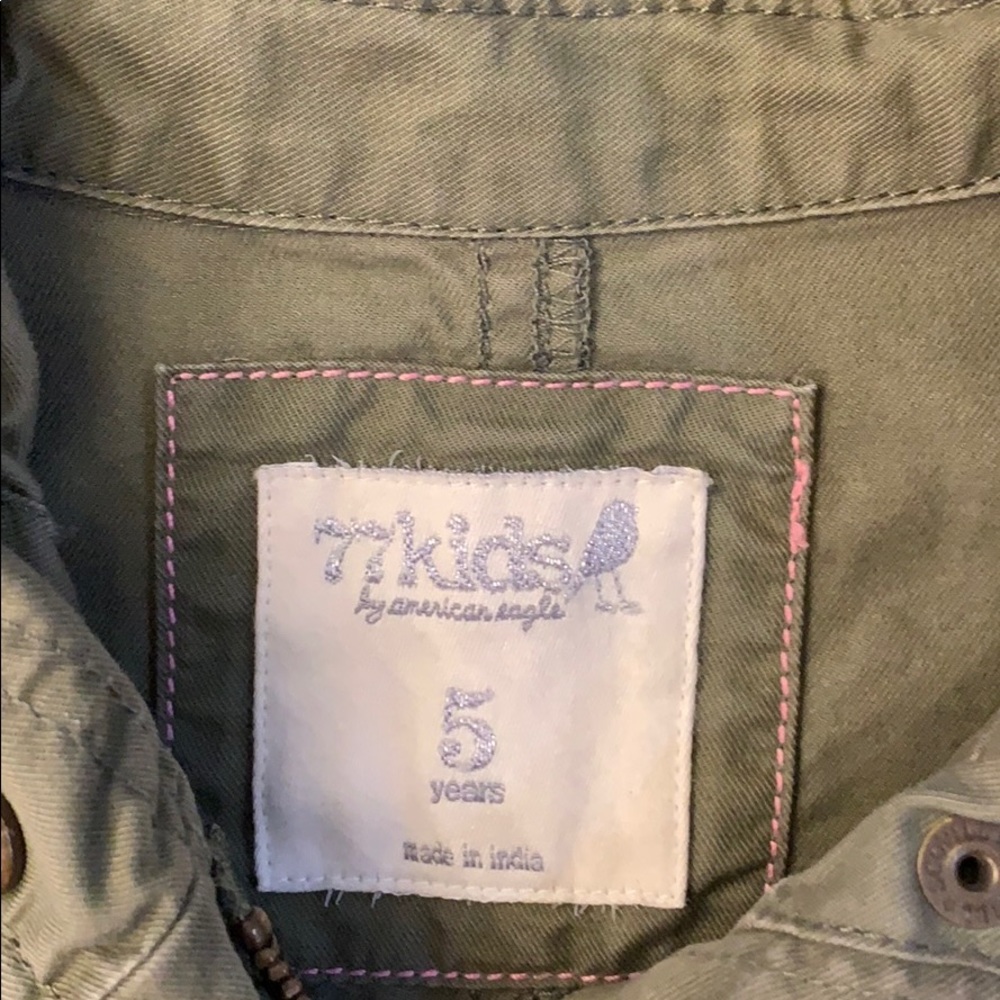 77kids
by american eagle
5
years
Made in india